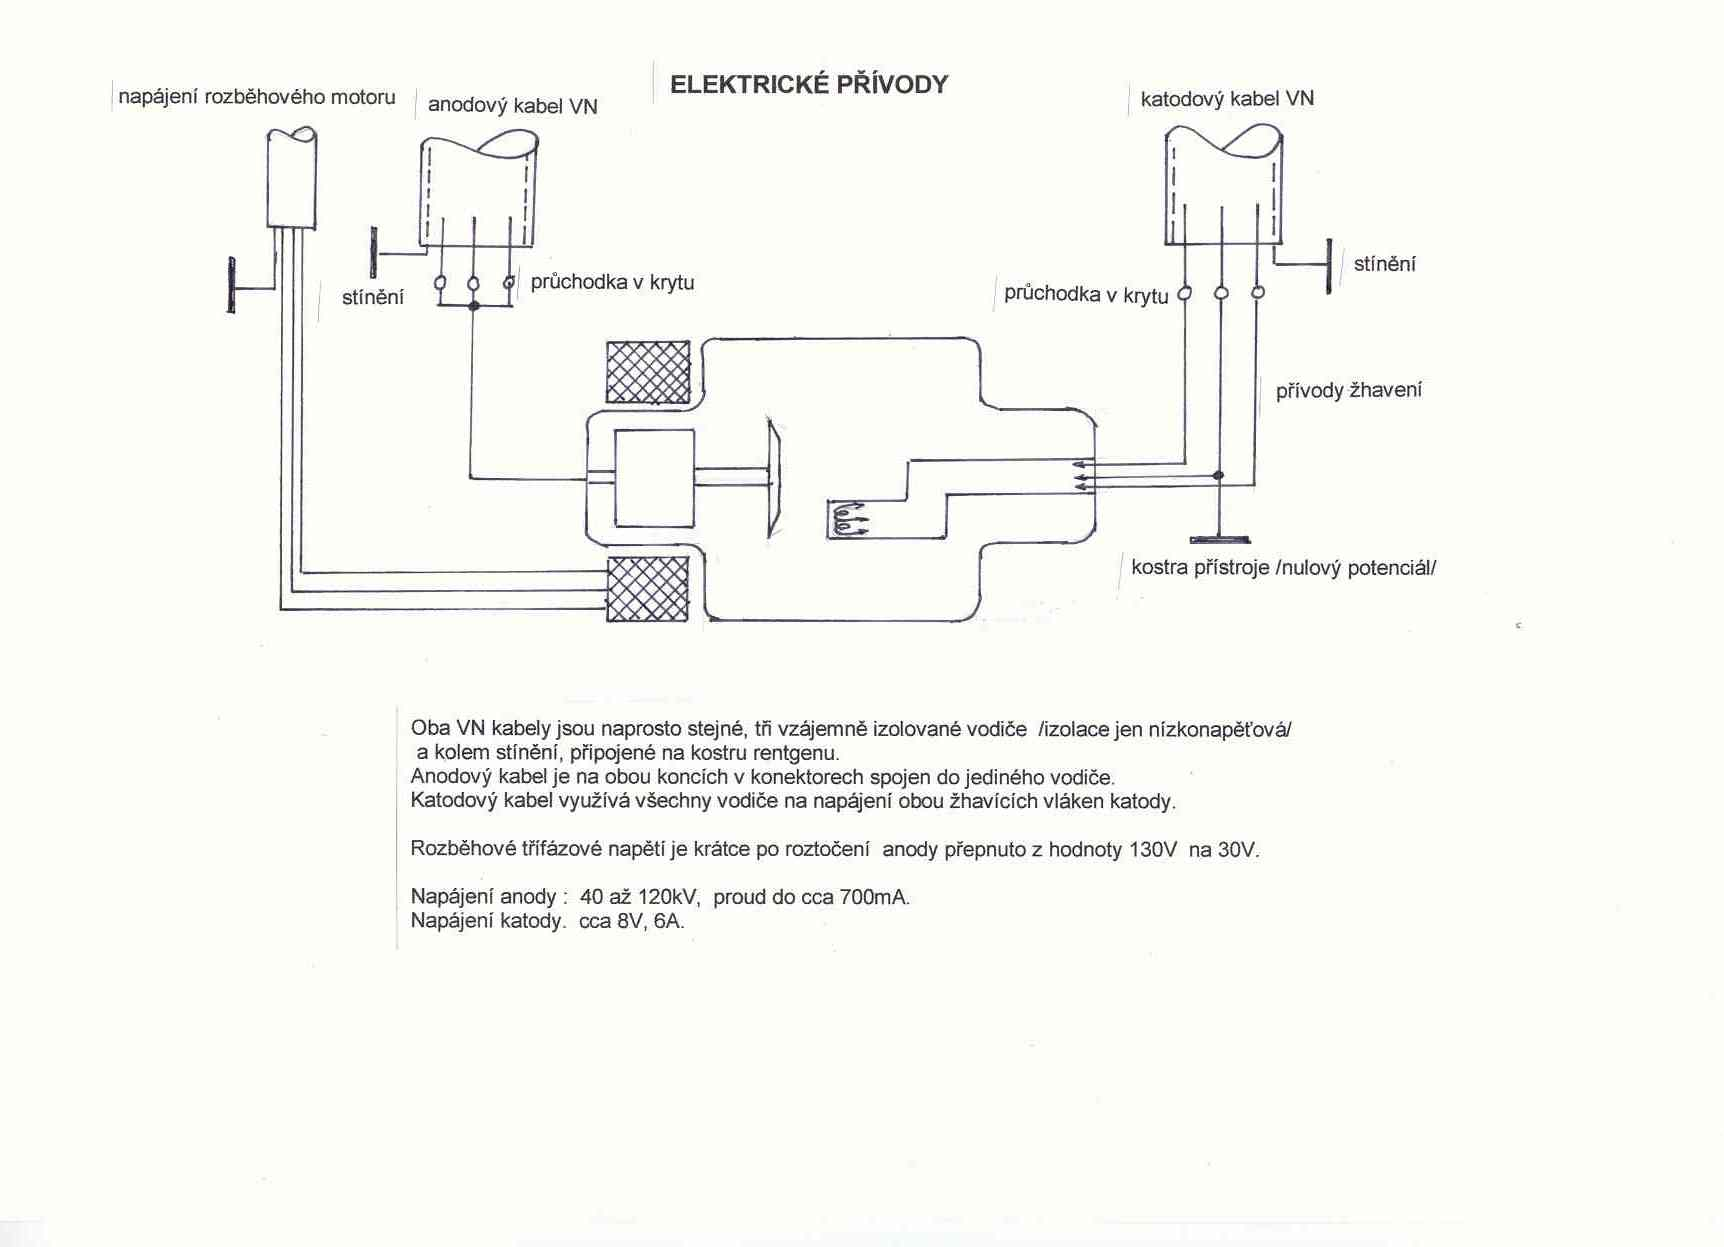 ELEKTRICKÉ PŘÍVODY
napájení rozběhového motoru
anodový kabel VN
katodový kabel VN
stínění
průchodka v krytu
průchodka v krytu
stínění
přívody žhavení
kostra přístroje /nulový potenciál/
Oba VN kabely jsou naprosto stejné, tři vzájemně izolované vodiče /izolace jen nízkonapěťová/
a kolem stínění, připojené na kostru rentgenu.
Anodový kabel je na obou koncích v konektorech spojen do jediného vodiče.
Katodový kabel využívá všechny vodiče na napájení obou žhavících vláken katody.
Rozběhové třífázové napětí je krátce po roztočení anody přepnuto z hodnoty 130V na 30V.
Napájení anody : 40 až 120kV, proud do cca 700mA.
Napájení katody. cca 8V, 6A.